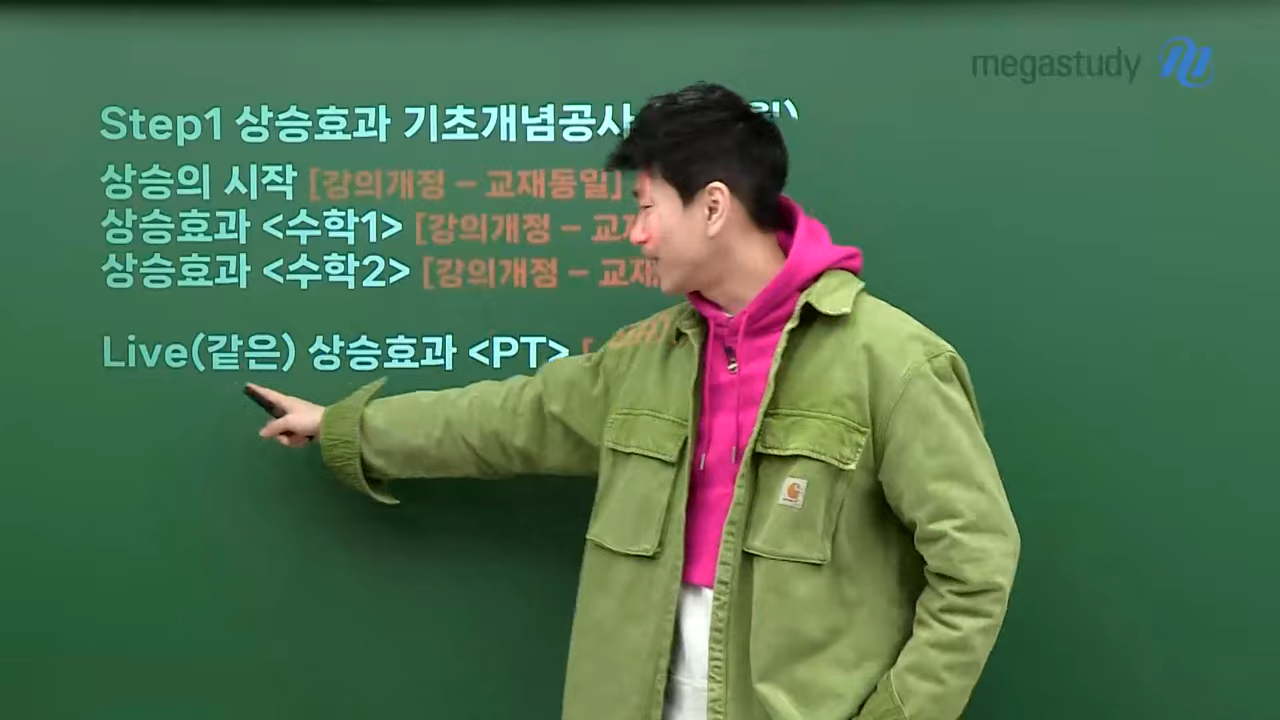 megastudy
Step1 상승효과 기초개념공사
상승의 시작 [강의개정 – 교재동일]
상승효과 <수학1> [강의개정 – 교재
상승효과 <수학2> [강의개정 – 교재
Live(같은) 상승효과 <PT> [